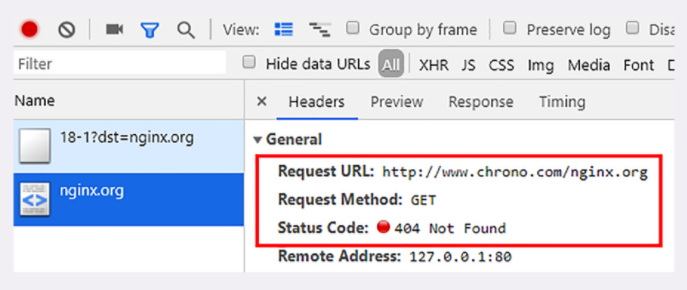 View: Group by frame Preserve log Disa
Filter Hide data URLs All XHR JS CSS Img Media Font D
Name × Headers Preview Response Timing
18-1?dst=nginx.org
▼ General
Request URL: http://www.chrono.com/nginx.org
nginx.org
Request Method: GET
Status Code: 404 Not Found
Remote Address: 127.0.0.1:80